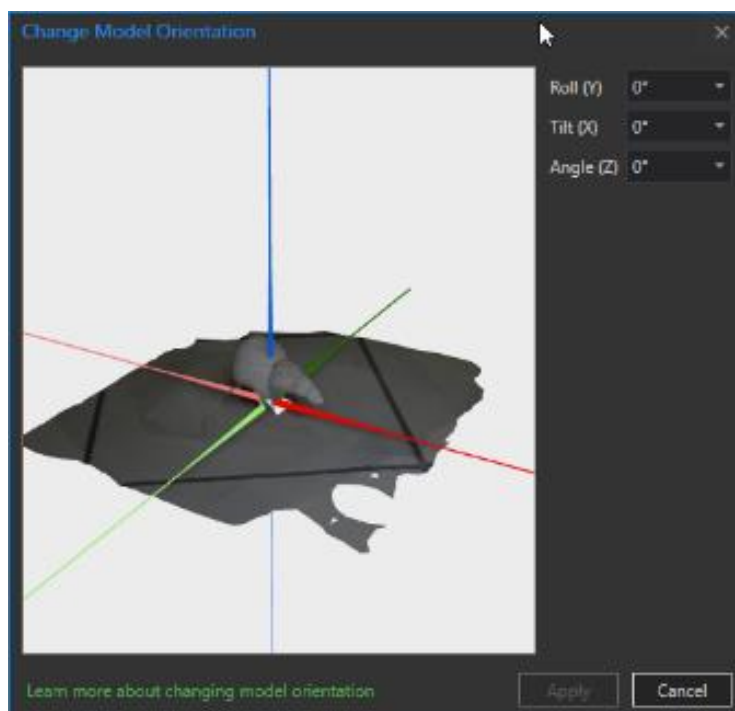 Change Model Orientation
Roll (Y) 0°
Tilt (X) 0°
Angle (Z) 0°
Learn more about changing model orientation
Apply
Cancel